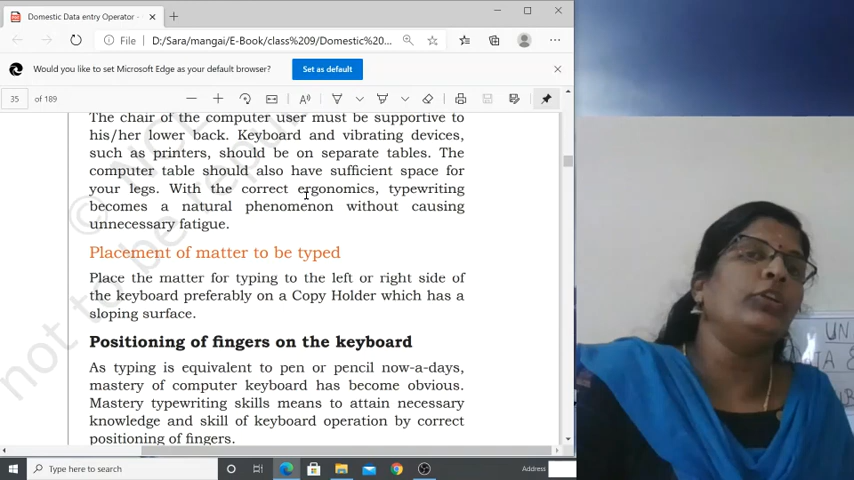 Domestic Data entry Operator -
File
D:/Sara/mangai/E-Book/class%209/Domestic%20...
Would you like to set Microsoft Edge as your default browser?
Set as default
35
of 189
The chair of the computer user must be supportive to
his/her lower back. Keyboard and vibrating devices,
such as printers, should be on separate tables. The
computer table should also have sufficient space for
your legs. With the correct ergonomics, typewriting
becomes a natural phenomenon without causing
unnecessary fatigue.
Placement of matter to be typed
Place the matter for typing to the left or right side of
the keyboard preferably on a Copy Holder which has a
sloping surface.
Positioning of fingers on the keyboard
As typing is equivalent to pen or pencil now-a-days,
mastery of computer keyboard has become obvious.
Mastery typewriting skills means to attain necessary
knowledge and skill of keyboard operation by correct
positioning of fingers.
© NCE
not to be repu
UN
Type here to search
Address